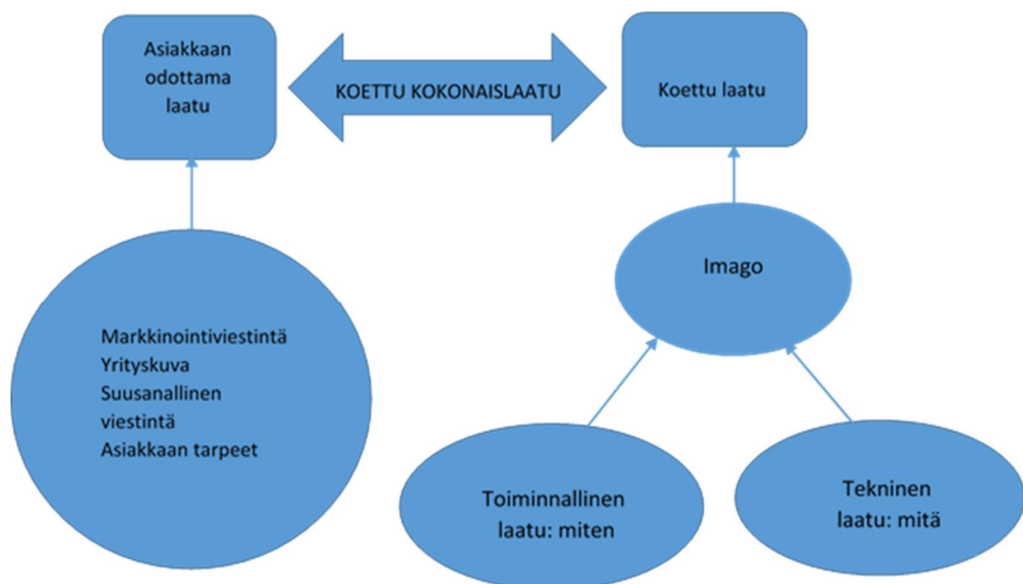 Asiakkaan
odottama
laatu
KOETTU KOKONAISLAATU
Koettu laatu
Imago
Markkinointiviestintä
Yrityskuva
Suusanallinen
viestintä
Asiakkaan tarpeet
Toiminnallinen
laatu: miten
Tekninen
laatu: mitä